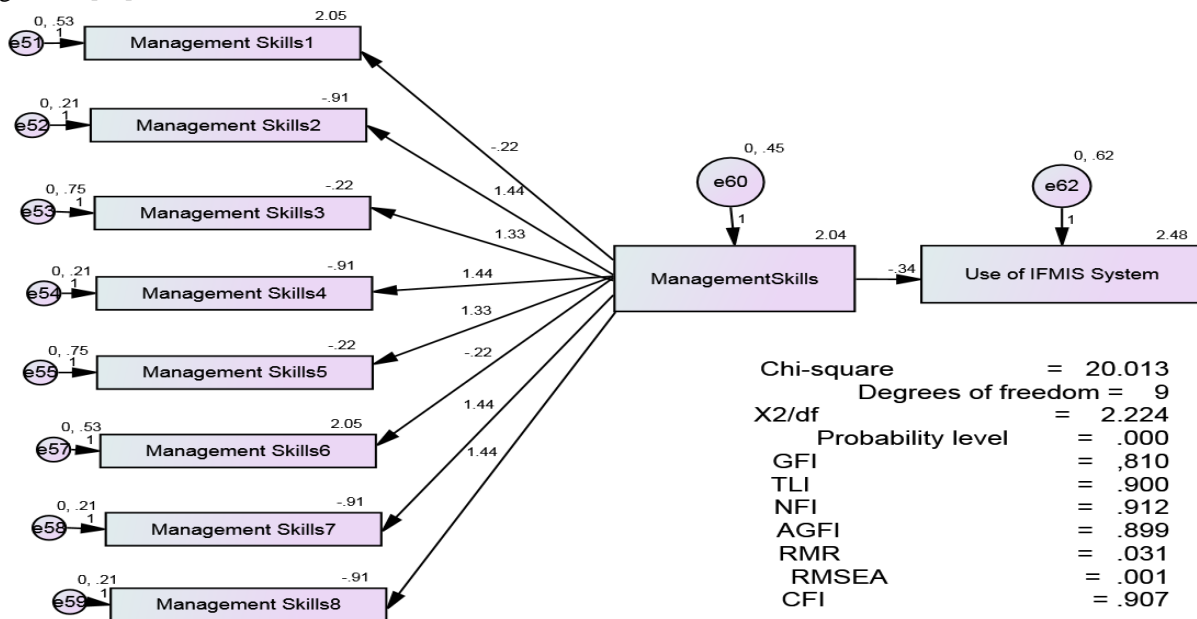 0, .53
2.05
e51
1
Management Skills1
0, .21
-.91
e52
1
Management Skills2
-.22
0, .75
-.22
e53
1
Management Skills3
1.44
1.33
0, .21
-.91
e54
1
Management Skills4
1.44
0, .75
-.22
e55
1
Management Skills5
1.33
-.22
0, .53
2.05
e57
1
Management Skills6
1.44
0, .21
-.91
e58
1
Management Skills7
1.44
0, .21
-.91
e59
1
Management Skills8
0, .45
e60
1
2.04
ManagementSkills
-.34
0, .62
e62
1
2.48
Use of IFMIS System
Chi-square = 20.013
Degrees of freedom = 9
X2/df = 2.224
Probability level = .000
GFI = ,810
TLI = .900
NFI = .912
AGFI = .899
RMR = .031
RMSEA = .001
CFI = .907